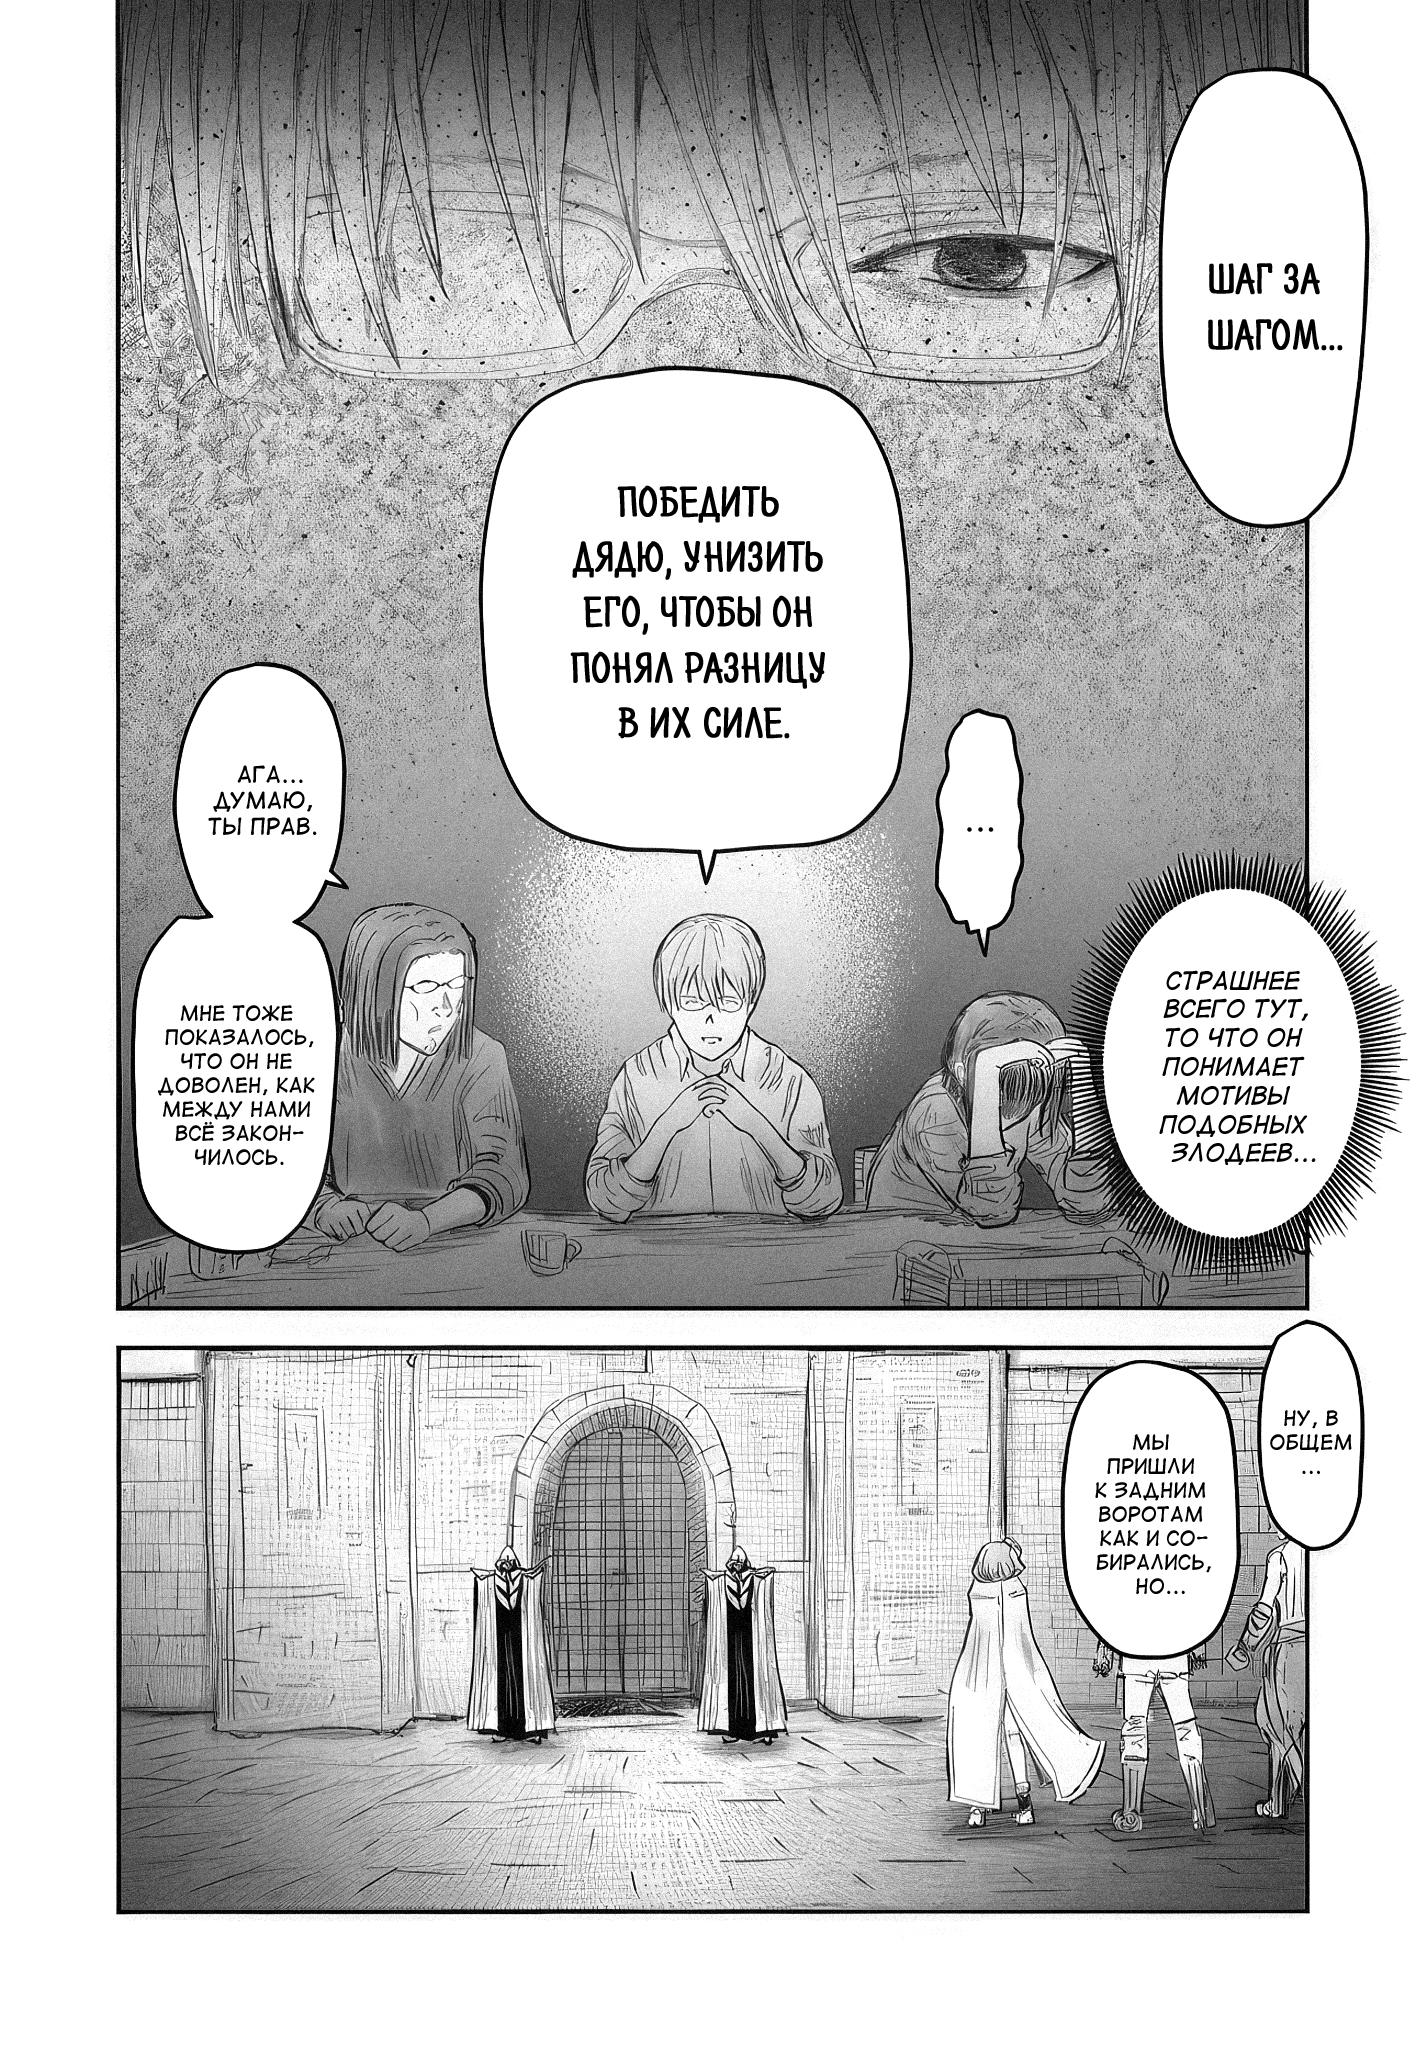 ШАГ ЗА
ШАГОМ...
ПОБЕДИТЬ
ДЯДЮ, УНИЗИТЬ
ЕГО, ЧТОБЫ ОН
ПОНЯЛ РАЗНИЦУ
В ИХ СИЛЕ.
...
СТРАШНЕЕ
ВСЕГО ТУТ,
ТО ЧТО ОН
ПОНИМАЕТ
МОТИВЫ
ПОДОБНЫХ
ЗЛОДЕЕВ...
АГА...
ДУМАЮ,
ТЫ ПРАВ.
МНЕ ТОЖЕ
ПОКАЗАЛОСЬ,
ЧТО ОН НЕ
ДОВОЛЕН, КАК
МЕЖДУ НАМИ
ВСЁ ЗАКОН-
ЧИЛОСЬ.
НУ, В
ОБЩЕМ
...
МЫ
ПРИШЛИ
К ЗАДНИМ
ВОРОТАМ
КАК И СО-
БИРАЛИСЬ,
НО...